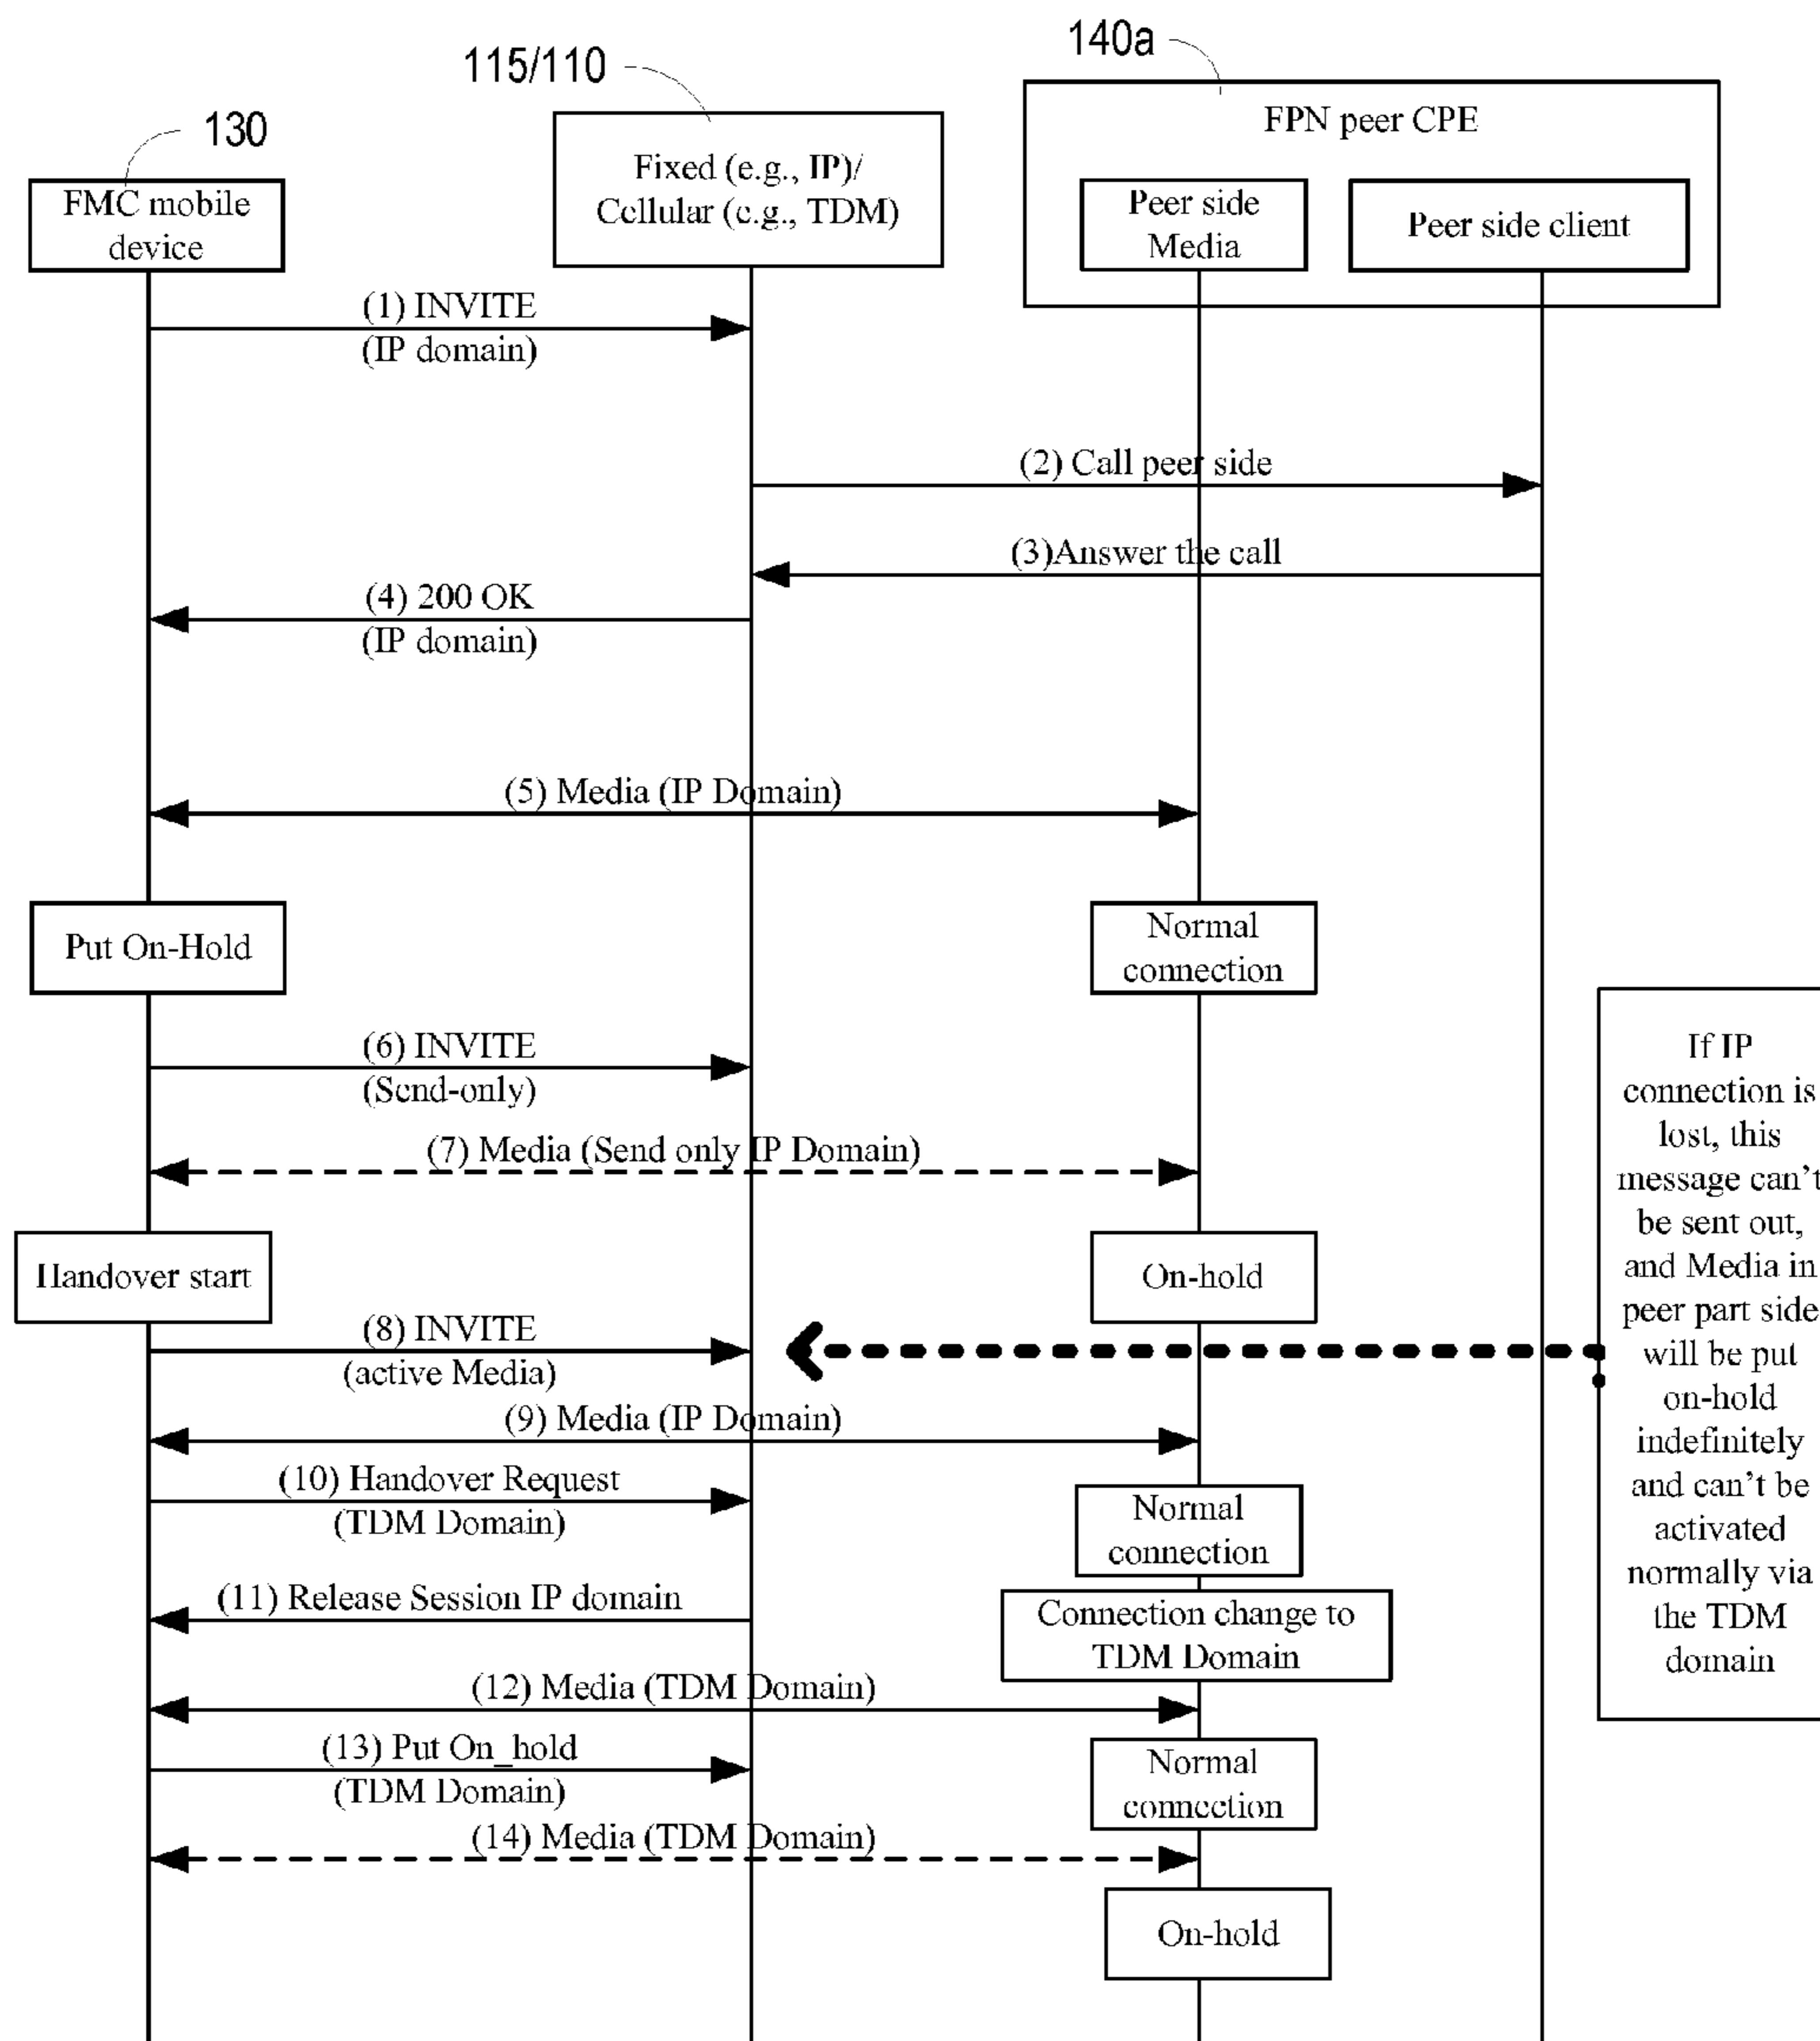 140a
115/110
130
FPN peer CPE
Fixed (e.g., IP)/
Cellular (e.g., TDM)
FMC mobile
device
Peer side
Media
Peer side client
(1) INVITE
(IP domain)
(2) Call peer side
(3)Answer the call
(4) 200 OK
(IP domain)
(5) Media (IP Domain)
Put On-Hold
Normal
connection
(6) INVITE
(Send-only)
(7) Media (Send only IP Domain)
Handover start
On-hold
(8) INVITE
(active Media)
If IP
connection is
lost, this
message can't
be sent out,
and Media in
peer part side
will be put
on-hold
indefinitely
and can't be
activated
normally via
the TDM
domain
(9) Media (IP Domain)
(10) Handover Request
(TDM Domain)
Normal
connection
(11) Release Session IP domain
Connection change to
TDM Domain
(12) Media (TDM Domain)
(13) Put On_hold
(TDM Domain)
Normal
connection
(14) Media (TDM Domain)
On-hold